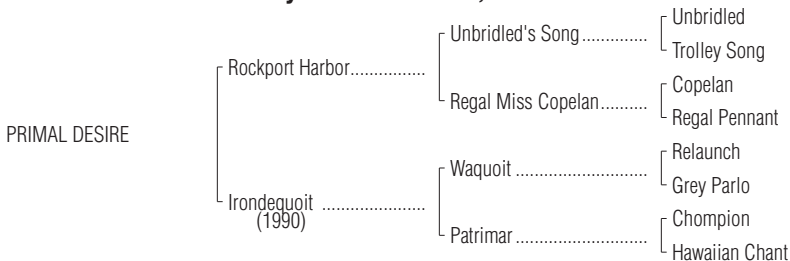 Unbridled
Unbridled's Song..............
Trolley Song
Rockport Harbor................
Copelan
Regal Miss Copelan..........
Regal Pennant
PRIMAL DESIRE
Relaunch
Waquoit ............................
Grey Parlo
Irondequoit ......................
(1990)
Chompion
Patrimar ............................
Hawaiian Chant